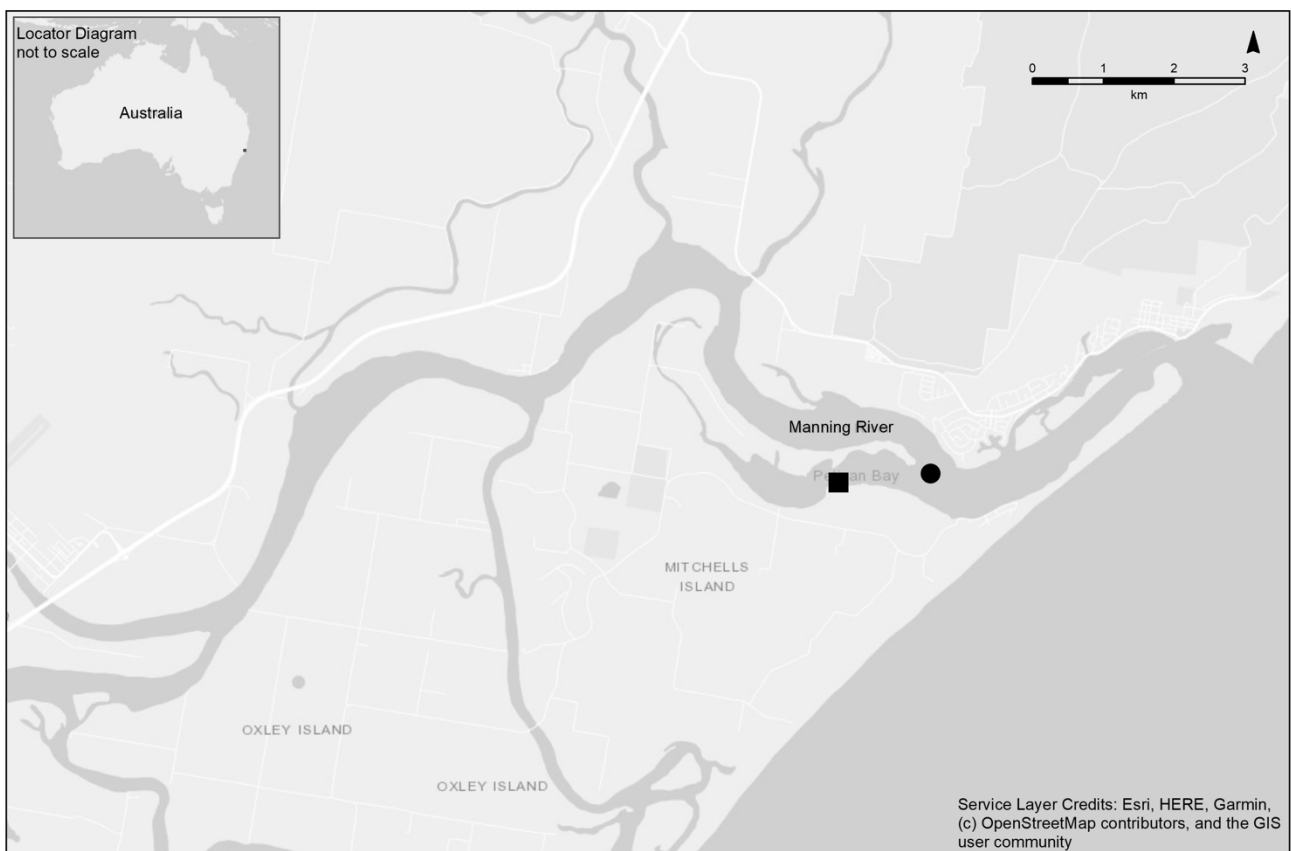 Locator Diagram
not to scale
Australia
0 1 2 3
km
Manning River
Pelican Bay
MITCHELLS
ISLAND
OXLEY ISLAND
OXLEY ISLAND
Service Layer Credits: Esri, HERE, Garmin,
(c) OpenStreetMap contributors, and the GIS
user community